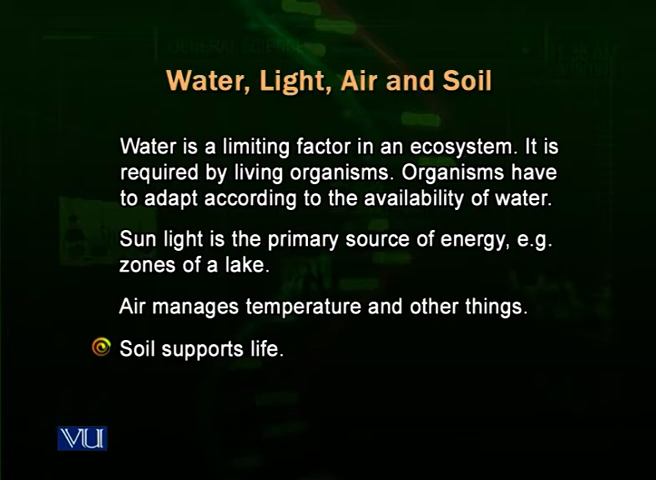 GENERAL SCIENCE
Water, Light, Air and Soil
Water is a limiting factor in an ecosystem. It is
required by living organisms. Organisms have
to adapt according to the availability of water.
Sun light is the primary source of energy, e.g.
zones of a lake.
Air manages temperature and other things.
Soil supports life.
VU